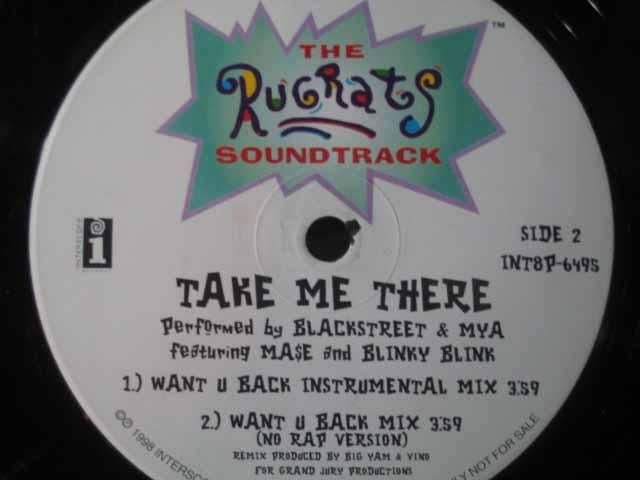 THE
RUGRATS
SOUNDTRACK
TM
INTERSCOPE
i
SIDE 2
INT8P-6495
TAKE ME THERE
Performed by BLACKSTREET & MYA
featuring MA$E and BLINKY BLINK
1.) WANT U BACK INSTRUMENTAL MIX 3:59
2.) WANT U BACK MIX 3:59
(NO RAP VERSION)
REMIX PRODUCED BY BIG YAM & VINO
FOR GRAND JURY PRODUCTIONS
©℗ 1998
NOT FOR SALE